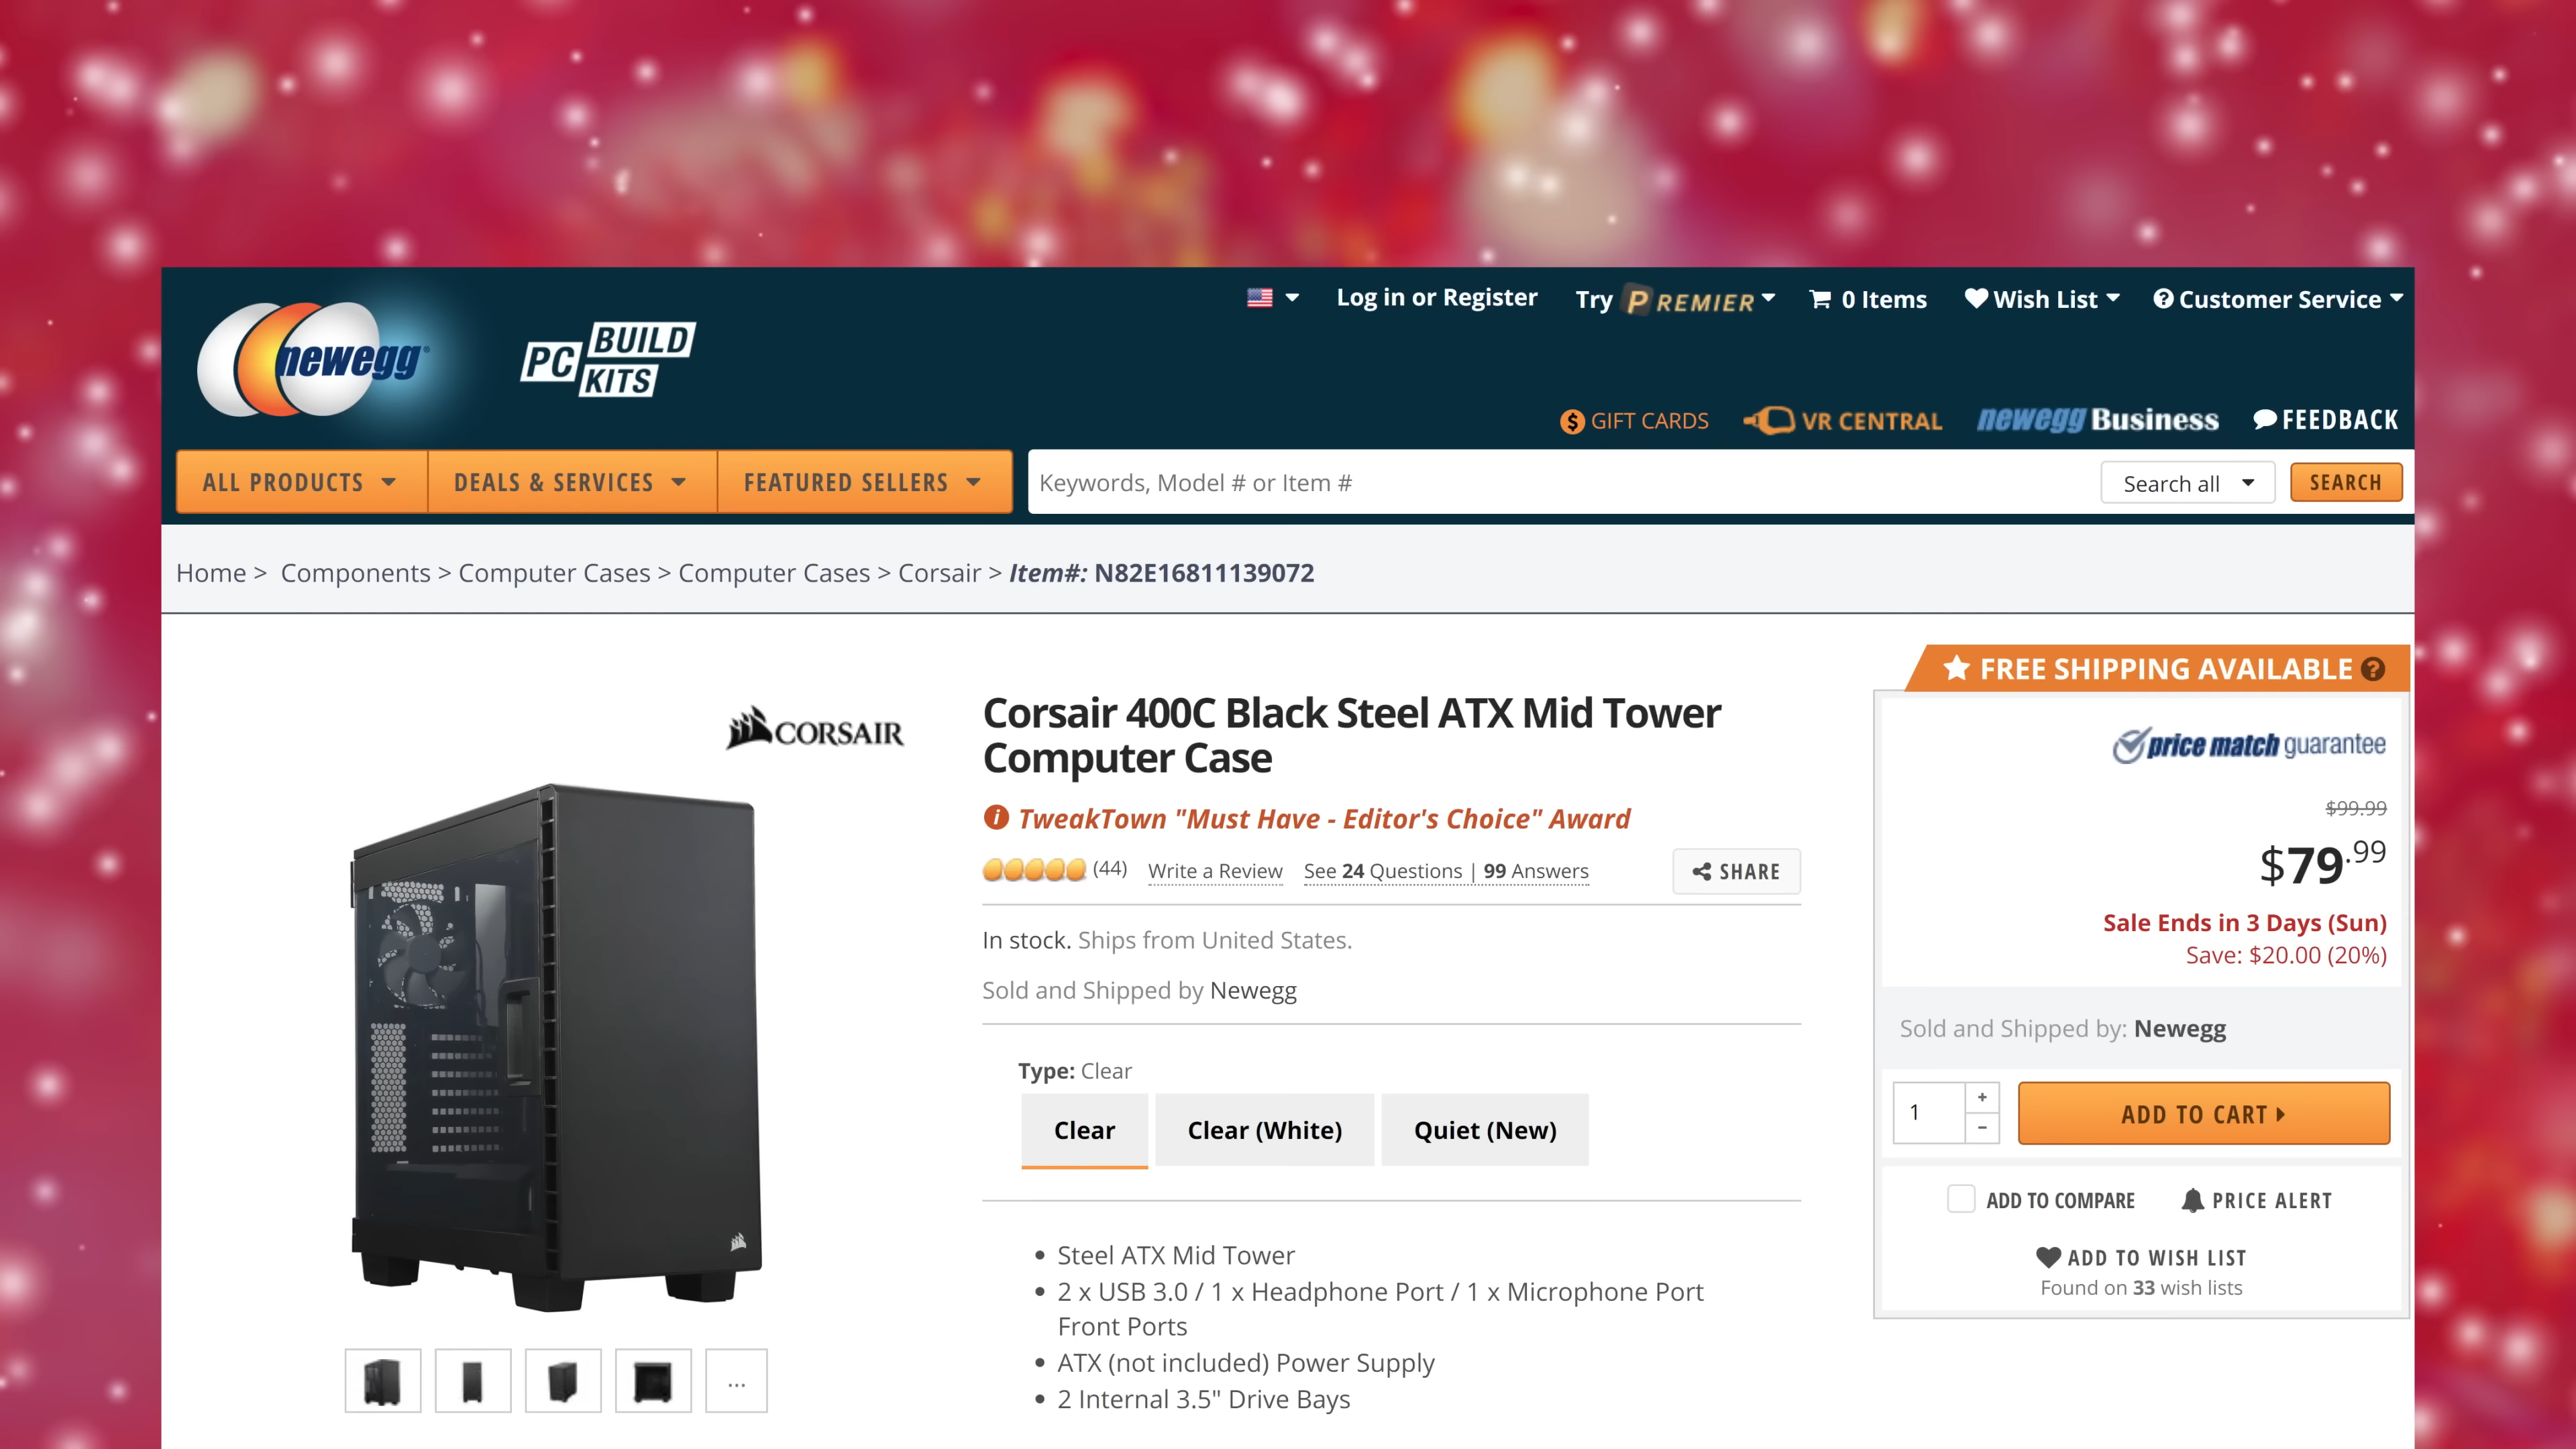 Log in or Register
Try PREMIER
0 Items
Wish List
Customer Service
newegg
PC BUILD KITS
GIFT CARDS
VR CENTRAL
newegg Business
FEEDBACK
ALL PRODUCTS
DEALS & SERVICES
FEATURED SELLERS
Keywords, Model # or Item #
Search all
SEARCH
Home > Components > Computer Cases > Computer Cases > Corsair > Item#: N82E16811139072
CORSAIR
Corsair 400C Black Steel ATX Mid Tower
Computer Case
TweakTown "Must Have - Editor's Choice" Award
(44) Write a Review See 24 Questions | 99 Answers
SHARE
In stock. Ships from United States.
Sold and Shipped by Newegg
Type: Clear
Clear
Clear (White)
Quiet (New)
• Steel ATX Mid Tower
• 2 x USB 3.0 / 1 x Headphone Port / 1 x Microphone Port
Front Ports
• ATX (not included) Power Supply
• 2 Internal 3.5" Drive Bays
...
FREE SHIPPING AVAILABLE ?
price match guarantee
$99.99
$79.99
Sale Ends in 3 Days (Sun)
Save: $20.00 (20%)
Sold and Shipped by: Newegg
1
+
-
ADD TO CART
ADD TO COMPARE
PRICE ALERT
ADD TO WISH LIST
Found on 33 wish lists